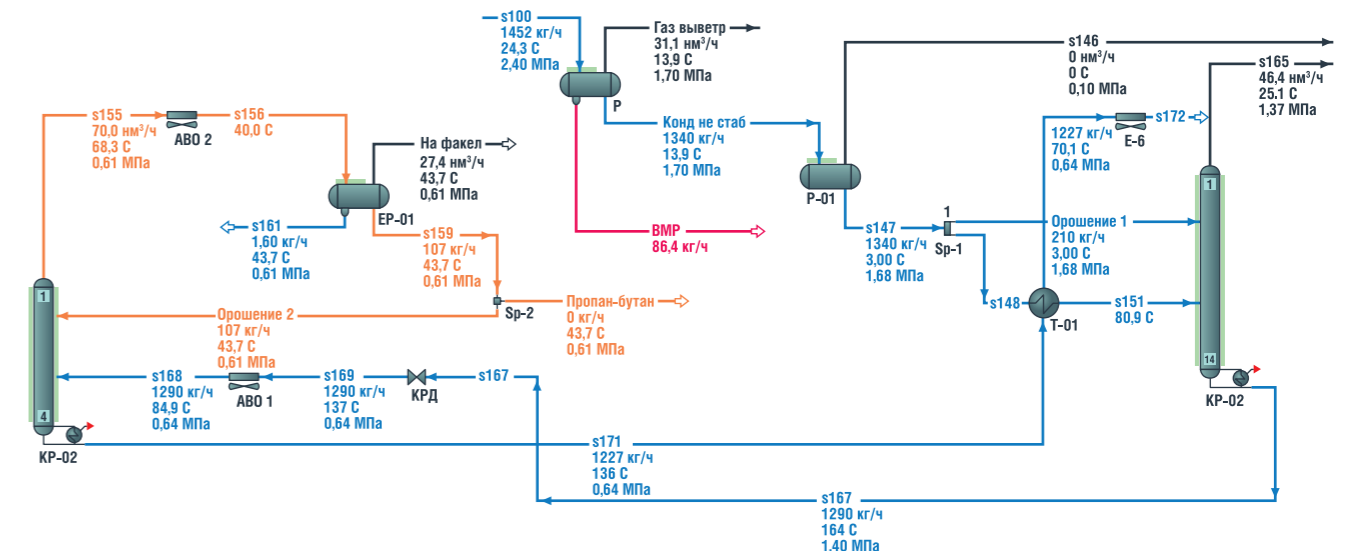 s100
1452 кг/ч
24,3 С
2,40 МПа
Газ выветр
31,1 нм³/ч
13,9 С
1,70 МПа
Р
s146
0 нм³/ч
0 С
0,10 МПа
s165
46,4 нм³/ч
25.1 С
1,37 МПа
s155
70,0 нм³/ч
68,3 С
0,61 МПа
АВО 2
s156
40,0 С
На факел
27,4 нм³/ч
43,7 С
0,61 МПа
ЕР-01
Конд не стаб
1340 кг/ч
13,9 С
1,70 МПа
Р-01
s172
Е-6
1227 кг/ч
70,1 С
0,64 МПа
s161
1,60 кг/ч
43,7 С
0,61 МПа
s159
107 кг/ч
43,7 С
0,61 МПа
ВМР
86,4 кг/ч
s147
1340 кг/ч
3,00 С
1,68 МПа
1
Sp-1
Орошение 1
210 кг/ч
3,00 С
1,68 МПа
1
14
КР-02
1
4
КР-02
Орошение 2
107 кг/ч
43,7 С
0,61 МПа
Sp-2
Пропан-бутан
0 кг/ч
43,7 С
0,61 МПа
s148
Т-01
s151
80,9 С
s168
1290 кг/ч
84,9 С
0,64 МПа
АВО 1
s169
1290 кг/ч
137 С
0,64 МПа
КРД
s167
s171
1227 кг/ч
136 С
0,64 МПа
s167
1290 кг/ч
164 С
1,40 МПа